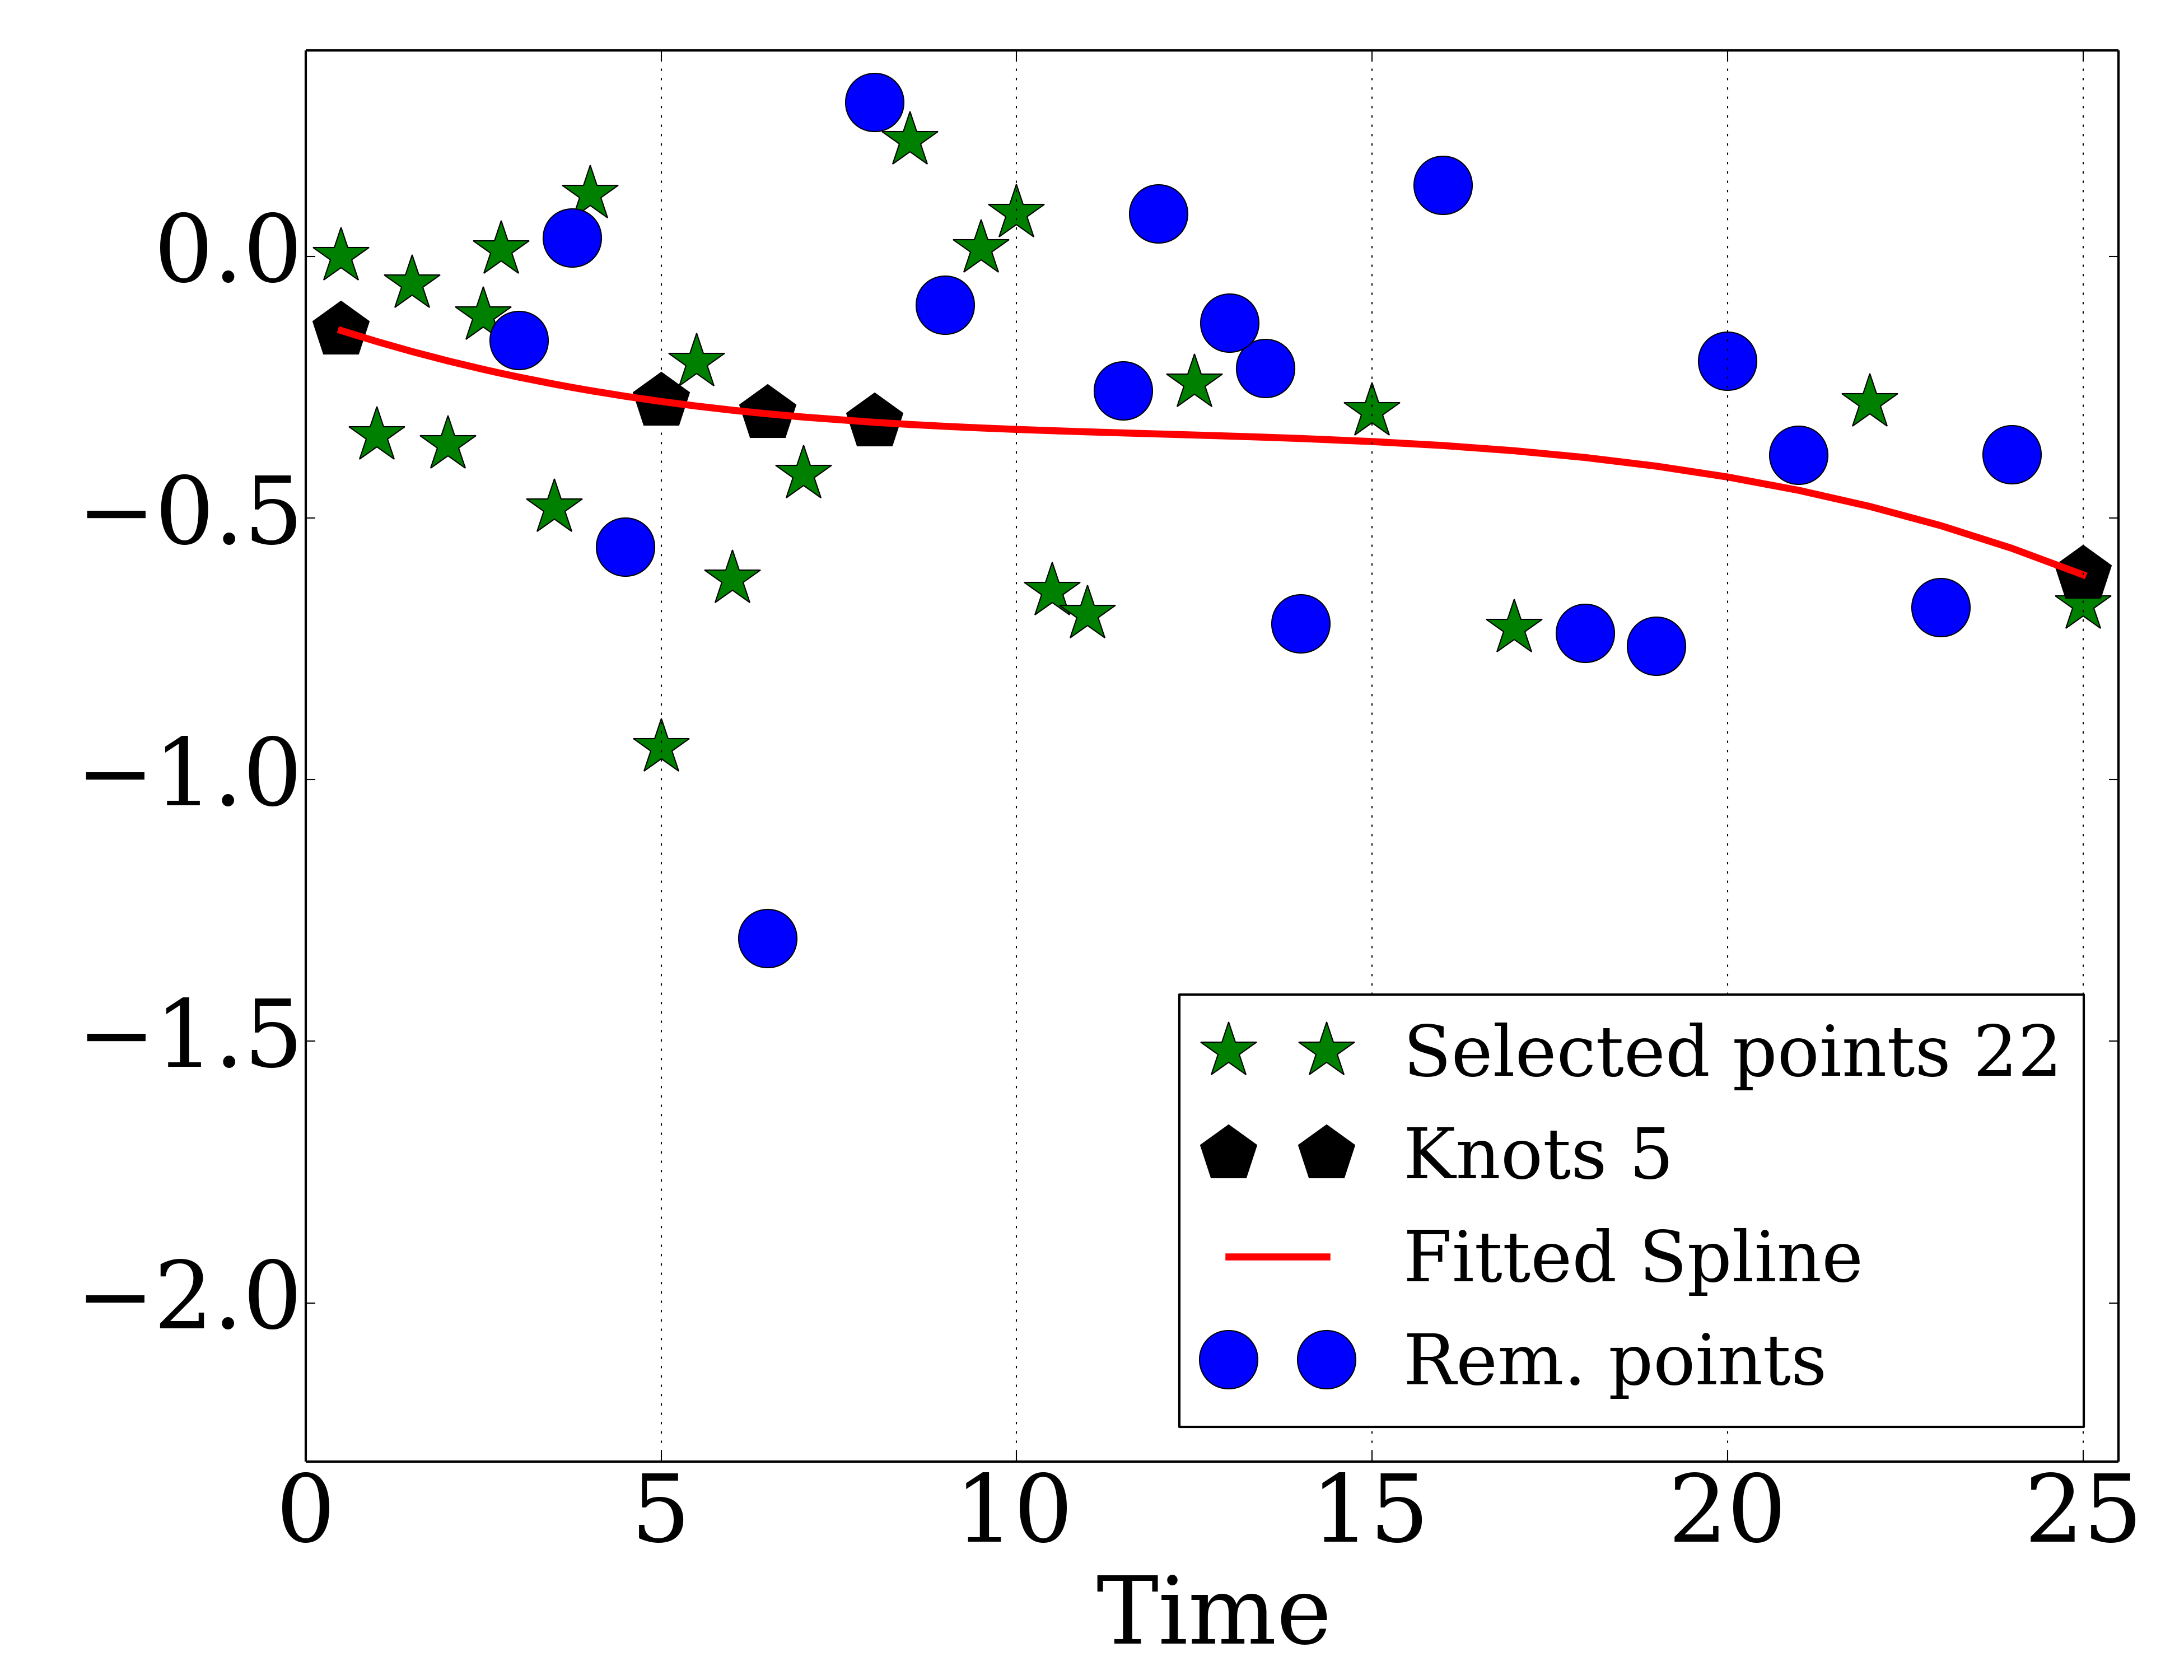 0.0
−0.5
−1.0
−1.5
−2.0
Selected points 22
Knots 5
Fitted Spline
Rem. points
0 5 10 15 20 25
Time